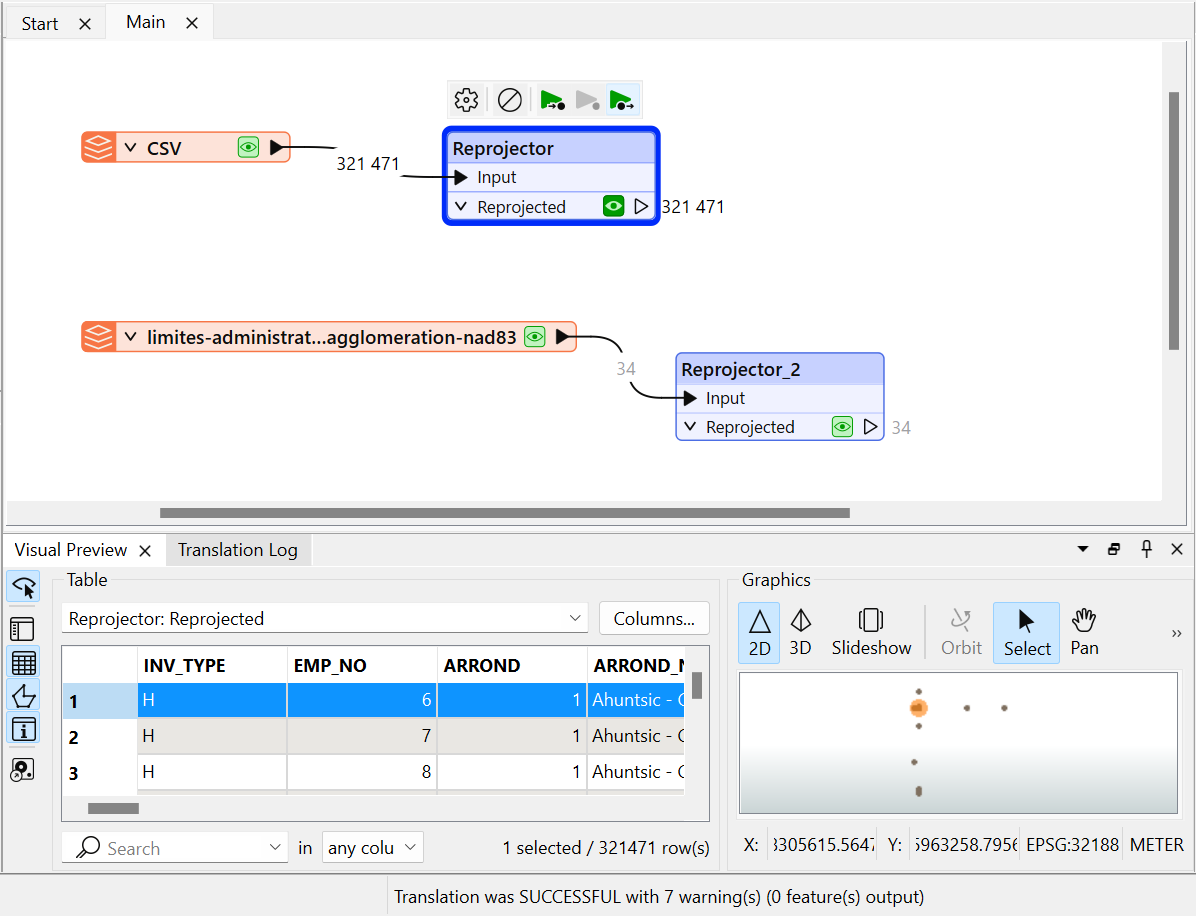 Start Main
CSV
321 471
Reprojector
Input
Reprojected
321 471
limites-administrat...agglomeration-nad83
34
Reprojector_2
Input
Reprojected
34
Visual Preview Translation Log
Table
Reprojector: Reprojected Columns...
INV_TYPE EMP_NO ARROND ARROND_N
1 H 6 1 Ahuntsic - C
2 H 7 1 Ahuntsic - C
3 H 8 1 Ahuntsic - C
Search in any colu 1 selected / 321471 row(s)
Graphics
2D 3D Slideshow Orbit Select Pan »
X: 3305615.5647 Y: 5963258.7956 EPSG:32188 METER
Translation was SUCCESSFUL with 7 warning(s) (0 feature(s) output)